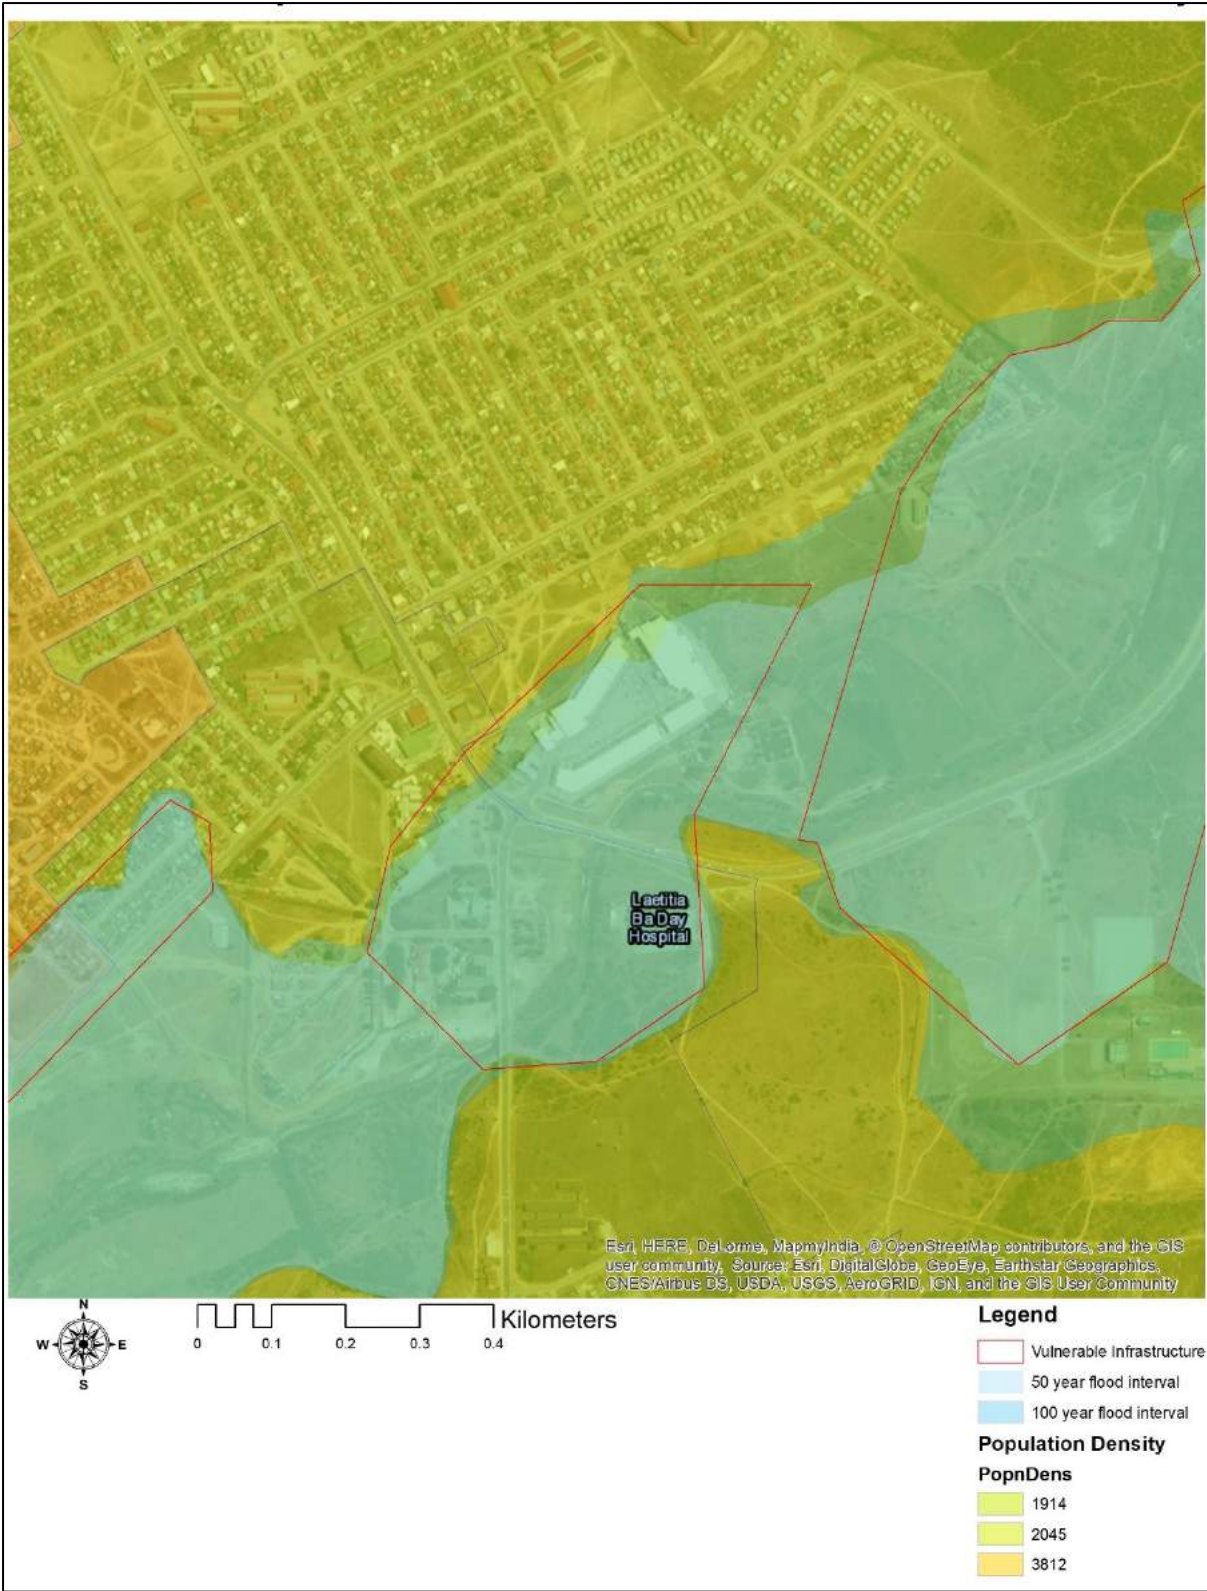 Laetitia
Ba Day
Hospital
Esri, HERE, DeLorme, MapmyIndia, © OpenStreetMap contributors, and the GIS
user community, Source: Esri, DigitalGlobe, GeoEye, Earthstar Geographics,
CNES/Airbus DS, USDA, USGS, AeroGRID, IGN, and the GIS User Community
N
W E
S
Kilometers
0 0.1 0.2 0.3 0.4
Legend
Vulnerable Infrastructure
50 year flood interval
100 year flood interval
Population Density
PopnDens
1914
2045
3812